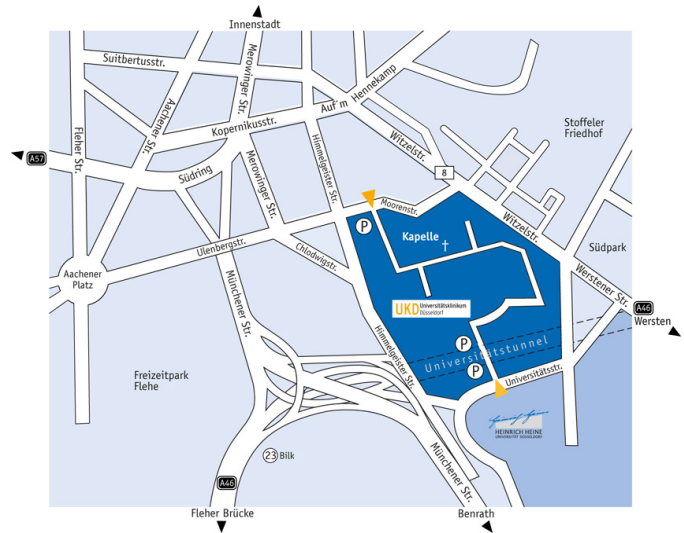 Innenstadt
Suitbertusstr.
Merowinger Str.
Auf'm Hennekamp
Aachener Str.
Kopernikusstr.
Stoffeler
Friedhof
Fleher Str.
Himmelgeister Str.
Witzelstr.
A57
Südring
Merowinger Str.
8
Moorenstr.
P
Kapelle
Witzelstr.
Ulenbergstr.
Chlodwigstr.
Südpark
Aachener
Platz
Münchener Str.
Werstener Str.
UKD Universitätsklinikum
Düsseldorf
A46
Wersten
Himmelgeister Str.
P
Universitätstunnel
P
Universitätsstr.
Freizeitpark
Flehe
HEINRICH HEINE
UNIVERSITÄT DÜSSELDORF
23 Bilk
Münchener Str.
A46
Fleher Brücke
Benrath